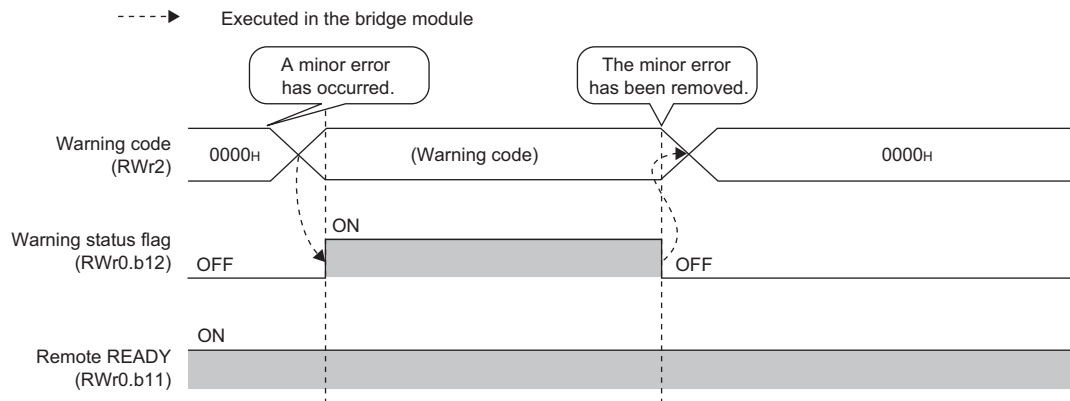 Executed in the bridge module
A minor error
has occurred.
The minor error
has been removed.
Warning code
(RWr2)
0000H
(Warning code)
0000H
ON
Warning status flag
(RWr0.b12)
OFF
OFF
ON
Remote READY
(RWr0.b11)